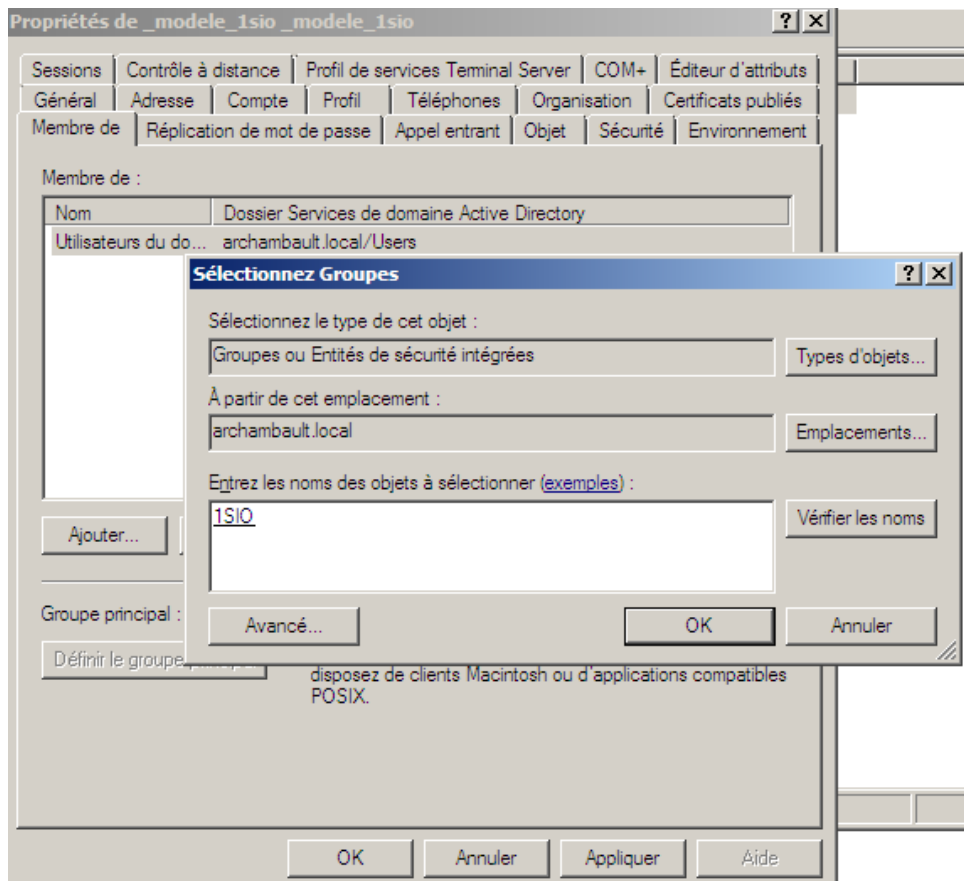 Propriétés de _modele_1sio _modele_1sio
Sessions Contrôle à distance Profil de services Terminal Server COM+ Éditeur d'attributs
Général Adresse Compte Profil Téléphones Organisation Certificats publiés
Membre de Réplication de mot de passe Appel entrant Objet Sécurité Environnement
Membre de :
Nom Dossier Services de domaine Active Directory
Utilisateurs du do... archambault.local/Users
Sélectionnez Groupes
Sélectionnez le type de cet objet :
Groupes ou Entités de sécurité intégrées
Types d'objets...
À partir de cet emplacement :
archambault.local
Emplacements...
Entrez les noms des objets à sélectionner (exemples) :
1SIO
Vérifier les noms
Avancé... OK Annuler
Ajouter...
Groupe principal :
Définir le groupe
disposez de clients Macintosh ou d'applications compatibles
POSIX.
OK Annuler Appliquer Aide